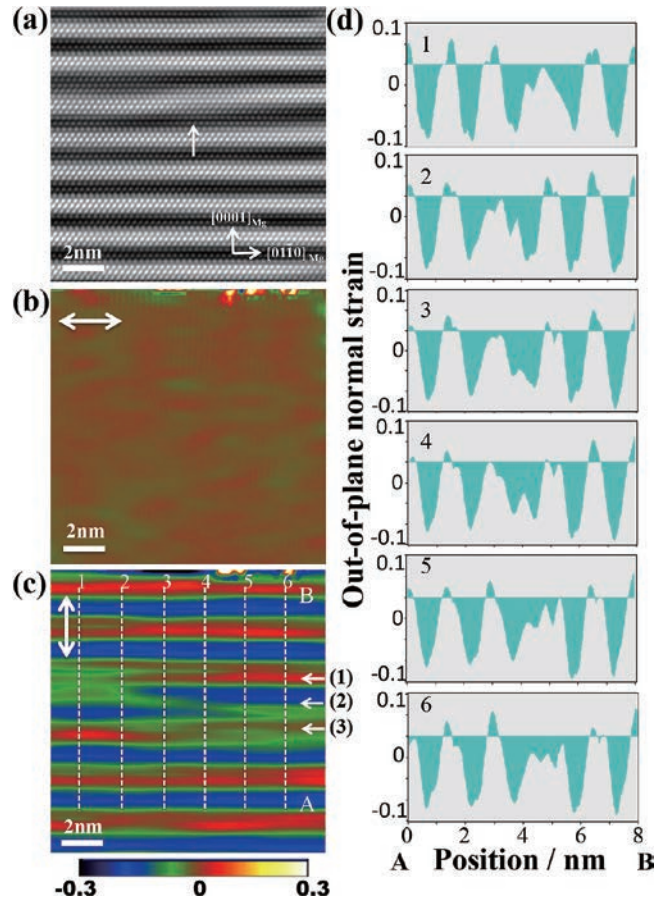 (a)
[0001]Mg
[01̄10] Mg
2nm
(b)
2nm
(c)
1 2 3 4 5 6
B
(1)
(2)
(3)
A
2nm
-0.3 0 0.3
(d)
Out-of-plane normal strain
0.1
0
-0.1
1
0.1
0
-0.1
2
0.1
0
-0.1
3
0.1
0
-0.1
4
0.1
0
-0.1
5
0.1
0
-0.1
6
0 2 4 6 8
A Position / nm B